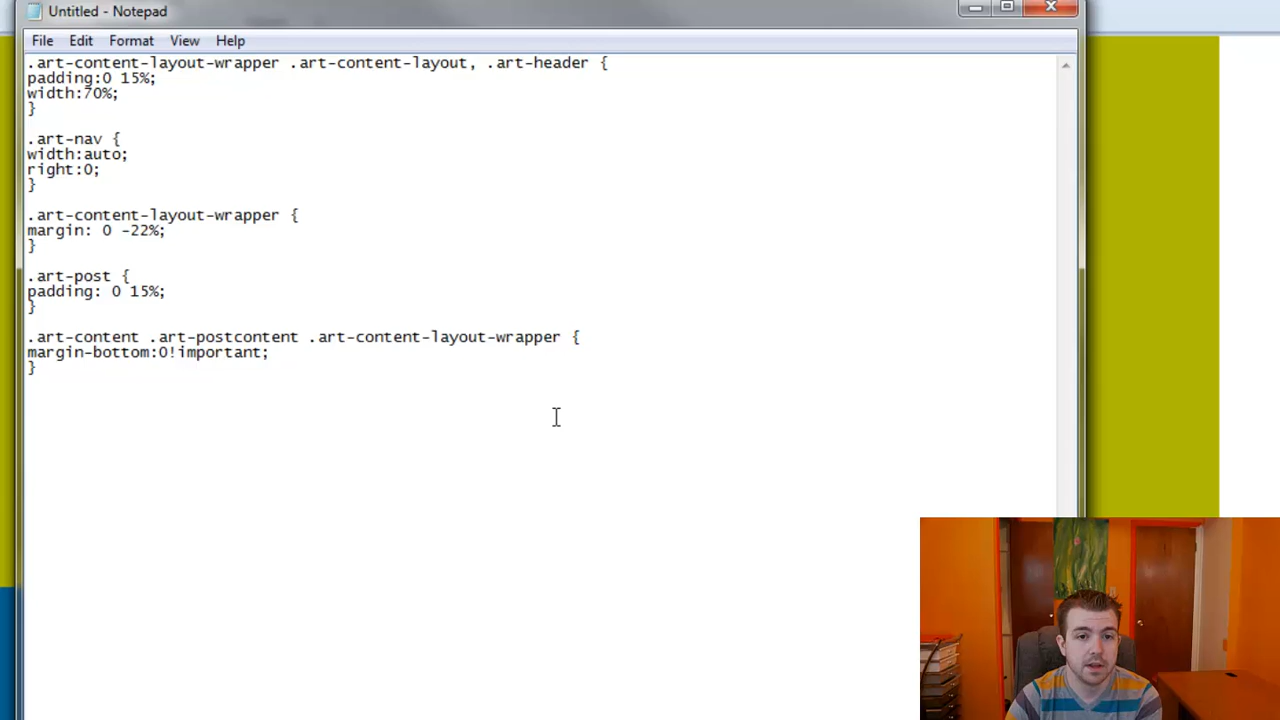 Untitled - Notepad
File Edit Format View Help
.art-content-layout-wrapper .art-content-layout, .art-header {
padding:0 15%;
width:70%;
}
.art-nav {
width:auto;
right:0;
}
.art-content-layout-wrapper {
margin: 0 -22%;
}
.art-post {
padding: 0 15%;
}
.art-content .art-postcontent .art-content-layout-wrapper {
margin-bottom:0!important;
}